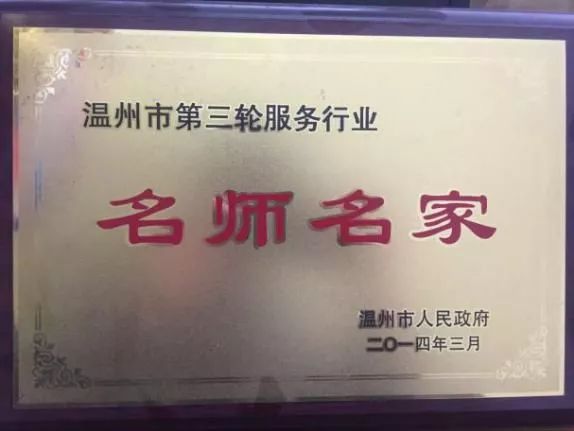 温州市第三轮服务行业
名师名家
温州市人民政府
二〇一四年三月